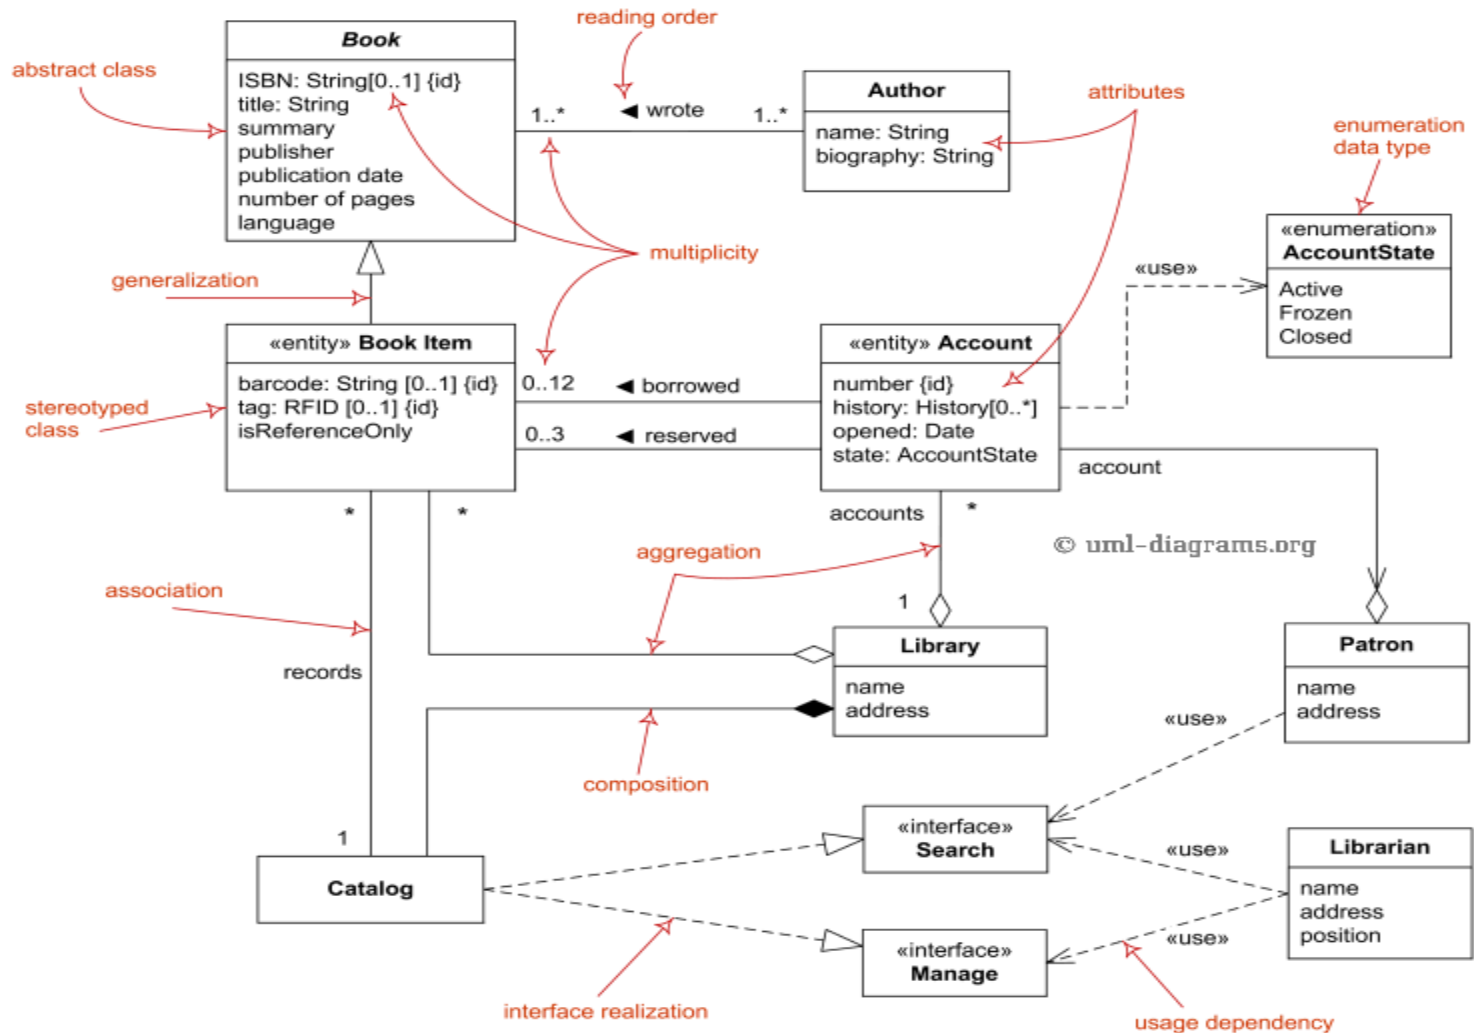 reading order
Book
abstract class
ISBN: String[0..1] {id}
title: String
summary
publisher
publication date
number of pages
language
1..*
◄ wrote
1..*
Author
name: String
biography: String
attributes
enumeration
data type
«enumeration»
AccountState
Active
Frozen
Closed
multiplicity
generalization
«use»
«entity» Book Item
barcode: String [0..1] {id}
tag: RFID [0..1] {id}
isReferenceOnly
stereotyped
class
0..12
◄ borrowed
0..3
◄ reserved
«entity» Account
number {id}
history: History[0..*]
opened: Date
state: AccountState
account
*
*
accounts
*
© uml-diagrams.org
aggregation
association
1
records
Library
name
address
Patron
name
address
composition
«use»
1
Catalog
«interface»
Search
«use»
Librarian
name
address
position
«use»
«interface»
Manage
interface realization
usage dependency